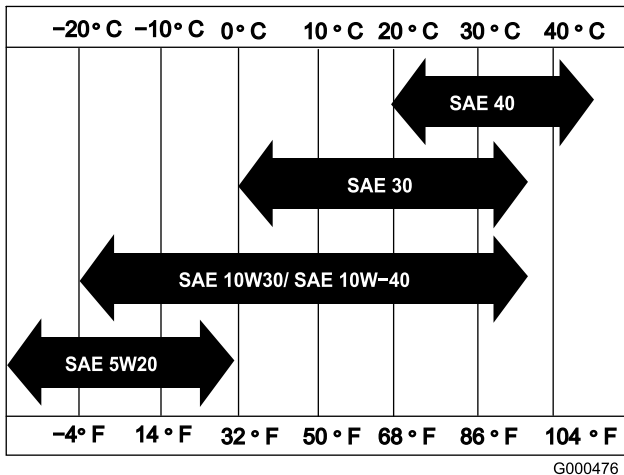 −20° C −10° C 0° C 10° C 20° C 30° C 40° C
SAE 40
SAE 30
SAE 10W30/ SAE 10W−40
SAE 5W20
−4° F 14° F 32° F 50° F 68° F 86° F 104° F
G000476